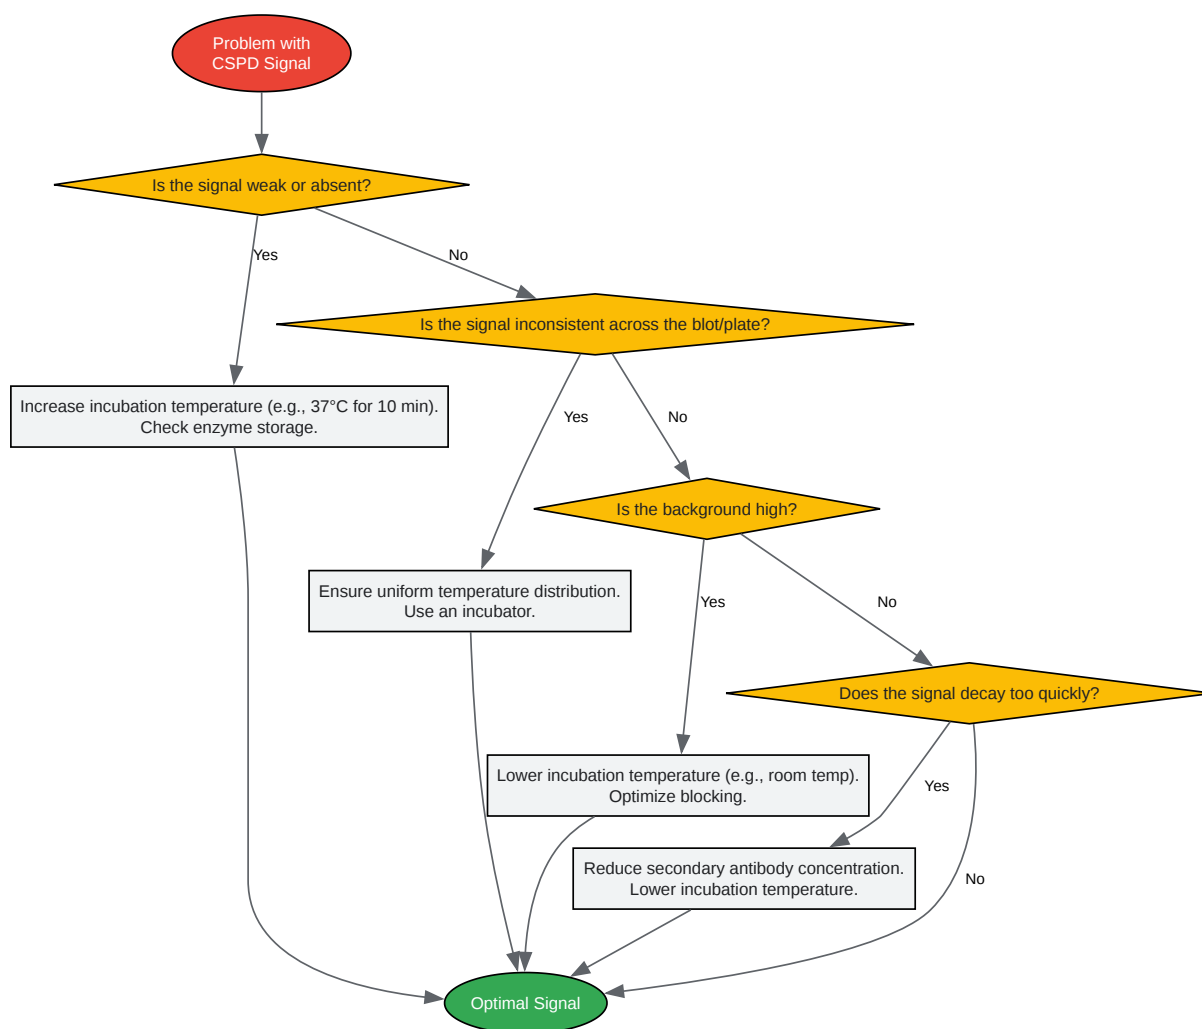 Problem with
CSPD Signal
Is the signal weak or absent?
Yes
No
Is the signal inconsistent across the blot/plate?
Increase incubation temperature (e.g., 37°C for 10 min).
Check enzyme storage.
Yes
No
Is the background high?
Ensure uniform temperature distribution.
Use an incubator.
Yes
No
Does the signal decay too quickly?
Lower incubation temperature (e.g., room temp).
Optimize blocking.
Yes
Reduce secondary antibody concentration.
Lower incubation temperature.
No
Optimal Signal